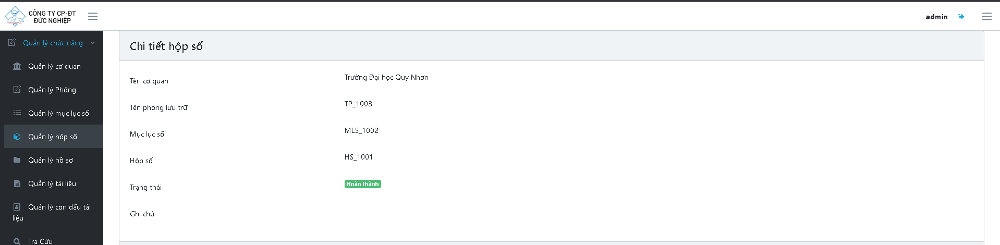 CÔNG TY CP-ĐT
ĐỨC NGHIỆP
admin
Quản lý chức năng
Quản lý cơ quan
Quản lý Phông
Quản lý mục lục số
Quản lý hộp số
Quản lý hồ sơ
Quản lý tài liệu
Quản lý con dấu tài
liệu
Tra Cứu
Chi tiết hộp số
Tên cơ quan
Trường Đại học Quy Nhơn
Tên phông lưu trữ
TP_1003
Mục lục số
MLS_1002
Hộp số
HS_1001
Trạng thái
Hoàn thành
Ghi chú